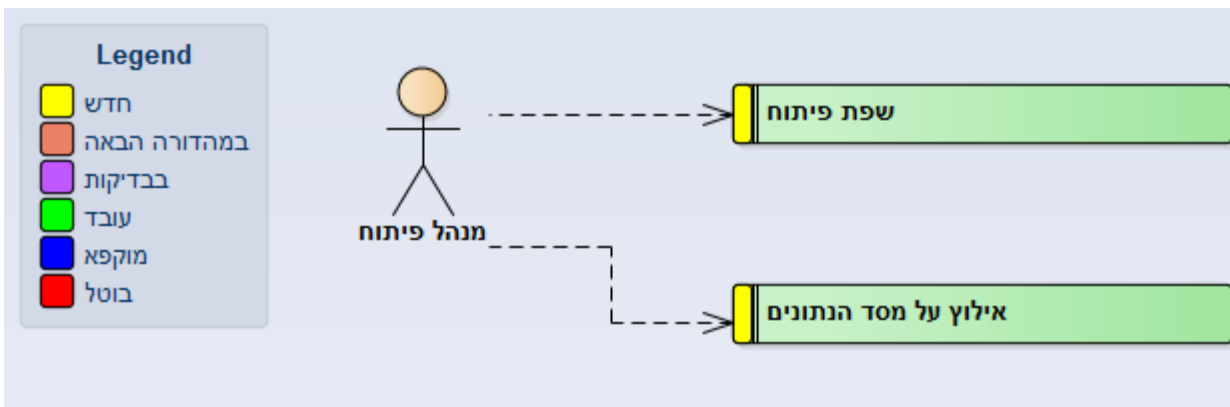 Legend
חדש
במהדורה הבאה
בבדיקות
עובד
מוקפא
בוטל
מנהל פיתוח
שפת פיתוח
אילוץ על מסד הנתונים